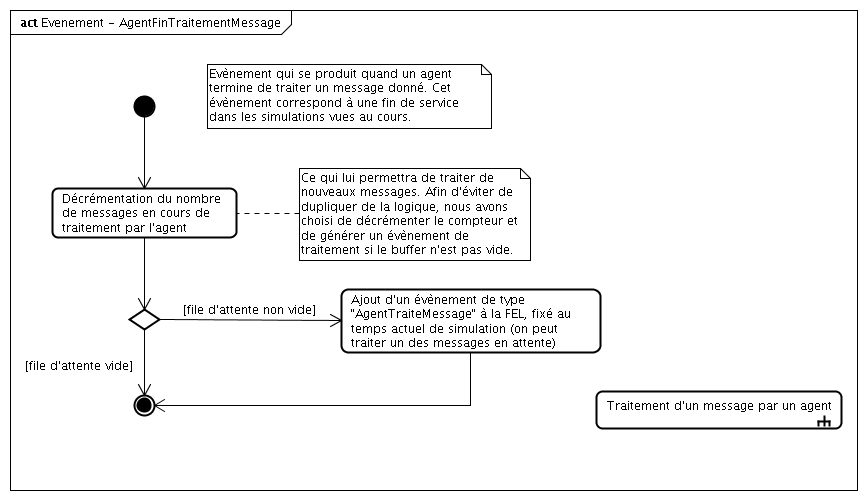 act Evenement - AgentFinTraitementMessage
Evènement qui se produit quand un agent
termine de traiter un message donné. Cet
évènement correspond à une fin de service
dans les simulations vues au cours.
Ce qui lui permettra de traiter de
nouveaux messages. Afin d'éviter de
dupliquer de la logique, nous avons
choisi de décrémenter le compteur et
de générer un évènement de
traitement si le buffer n'est pas vide.
Décrémentation du nombre
de messages en cours de
traitement par l'agent
[file d'attente non vide]
Ajout d'un évènement de type
"AgentTraiteMessage" à la FEL, fixé au
temps actuel de simulation (on peut
traiter un des messages en attente)
[file d'attente vide]
Traitement d'un message par un agent